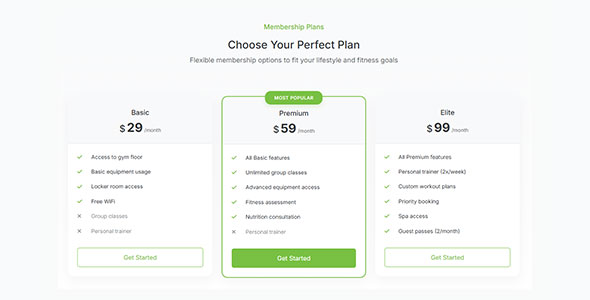 Membership Plans
Choose Your Perfect Plan
Flexible membership options to fit your lifestyle and fitness goals
Basic
$29/month
Access to gym floor
Basic equipment usage
Locker room access
Free WiFi
Group classes
Personal trainer
Get Started
MOST POPULAR
Premium
$59/month
All Basic features
Unlimited group classes
Advanced equipment access
Fitness assessment
Nutrition consultation
Personal trainer
Get Started
Elite
$99/month
All Premium features
Personal trainer (2x/week)
Custom workout plans
Priority booking
Spa access
Guest passes (2/month)
Get Started